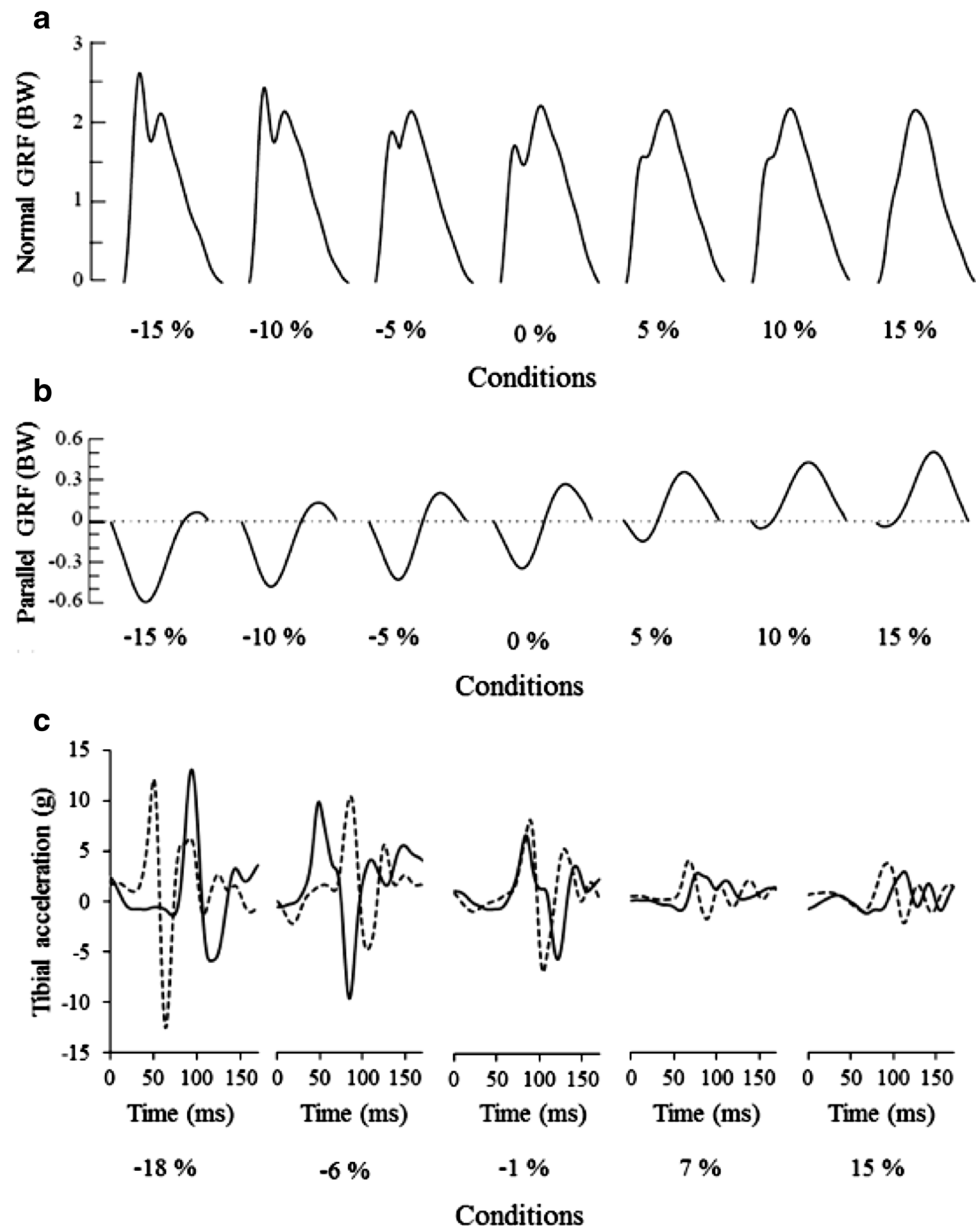 a
Normal GRF (BW)
3
2
1
0
-15 % -10 % -5 % 0 % 5 % 10 % 15 %
Conditions
b
Parallel GRF (BW)
0.6
0.3
0
-0.3
-0.6
-15 % -10 % -5 % 0 % 5 % 10 % 15 %
Conditions
c
Tibial acceleration (g)
15
10
5
0
-5
-10
-15
0 50 100 150 0 50 100 150 0 50 100 150 0 50 100 150 0 50 100 150
Time (ms) Time (ms) Time (ms) Time (ms) Time (ms)
-18 % -6 % -1 % 7 % 15 %
Conditions